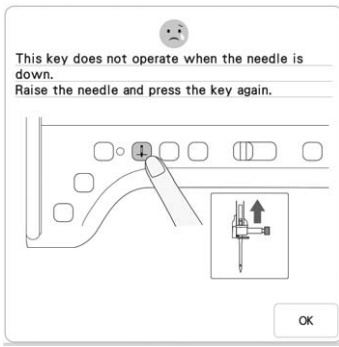 This key does not operate when the needle is
down.
Raise the needle and press the key again.
OK